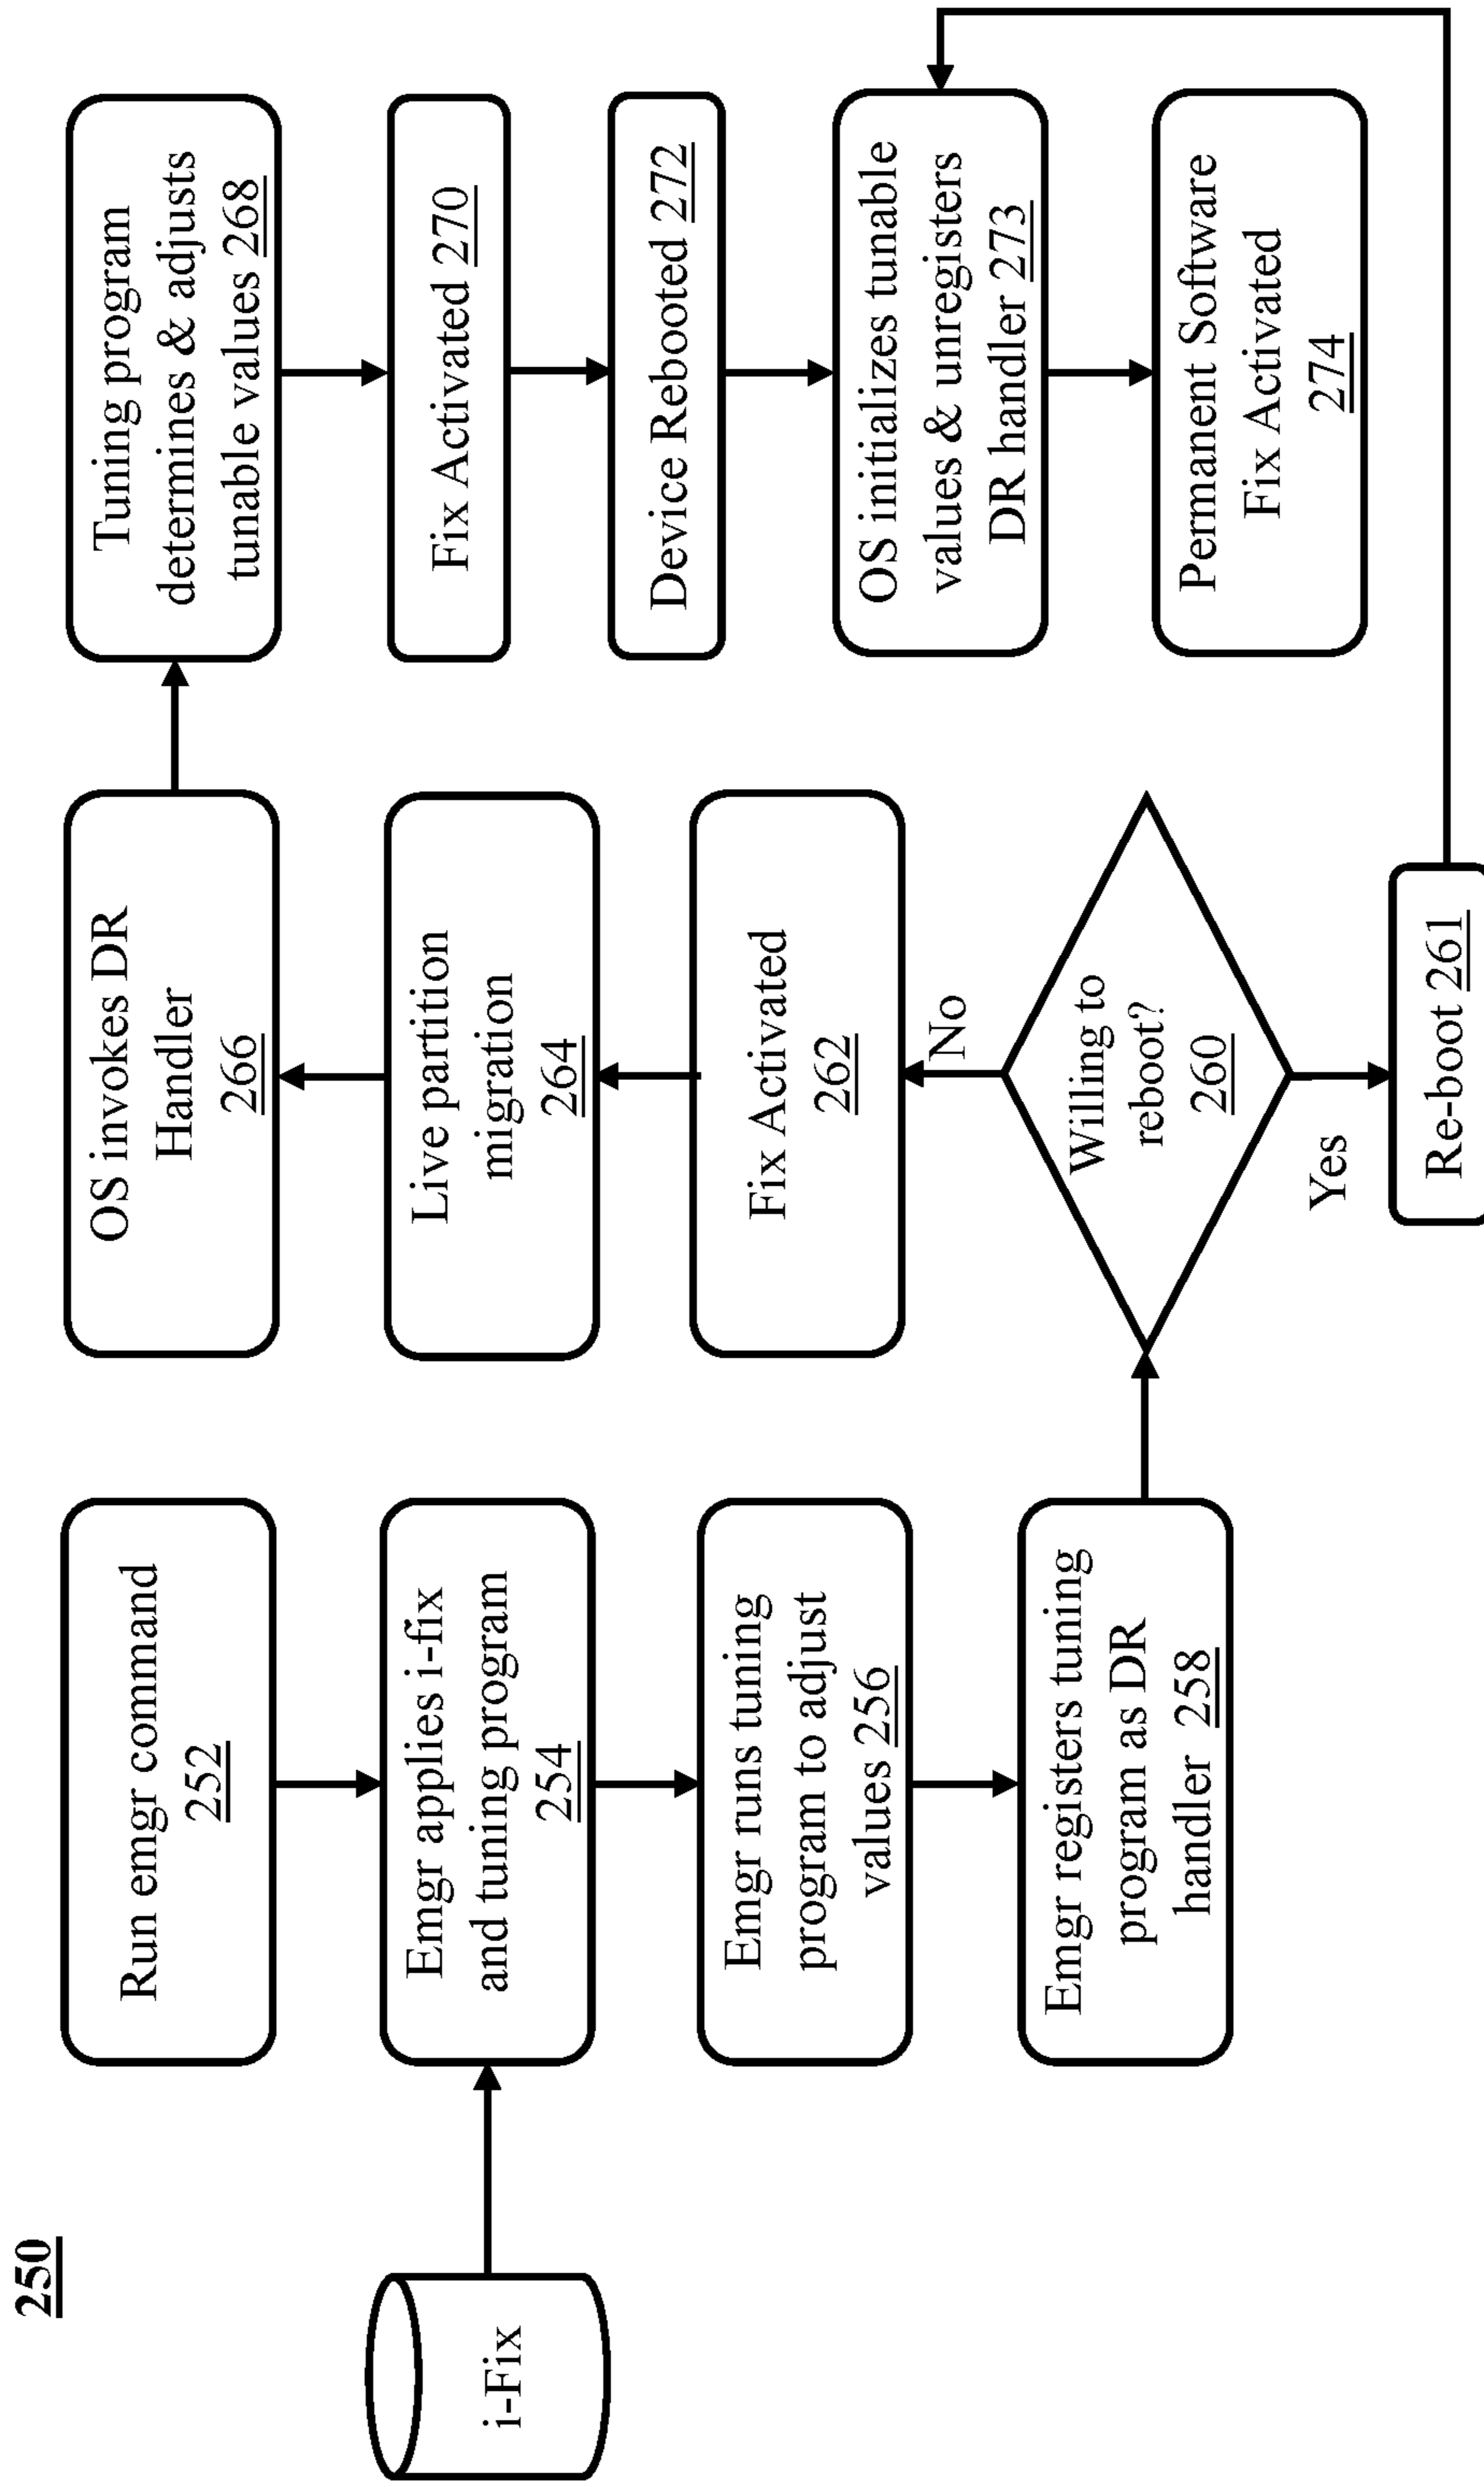 250
i-Fix
Run emgr command
252
Emgr applies i-fix
and tuning program
254
Emgr runs tuning
program to adjust
values 256
Emgr registers tuning
program as DR
handler 258
Willing to
reboot?
260
Yes
Re-boot 261
No
Fix Activated
262
Live partition
migration
264
OS invokes DR
Handler
266
Tuning program
determines & adjusts
tunable values 268
Fix Activated 270
Device Rebooted 272
OS initializes tunable
values & unregisters
DR handler 273
Permanent Software
Fix Activated
274